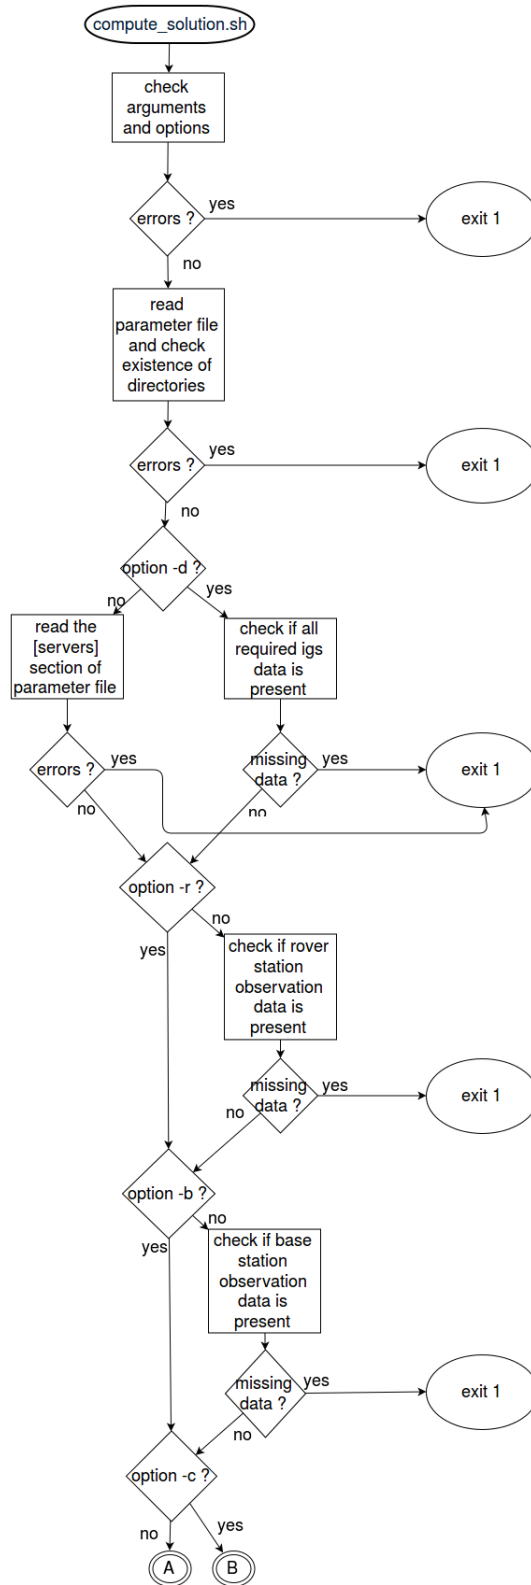 compute_solution.sh
check
arguments
and options
errors ?
yes
exit 1
no
read
parameter file
and check
existence of
directories
errors ?
yes
exit 1
no
option -d ?
no
yes
read the
[servers]
section of
parameter file
check if all
required igs
data is
present
errors ?
yes
missing
data ?
yes
exit 1
no
no
option -r ?
no
yes
check if rover
station
observation
data is
present
missing
data ?
yes
exit 1
no
option -b ?
no
yes
check if base
station
observation
data is
present
missing
data ?
yes
exit 1
no
option -c ?
no
yes
A
B